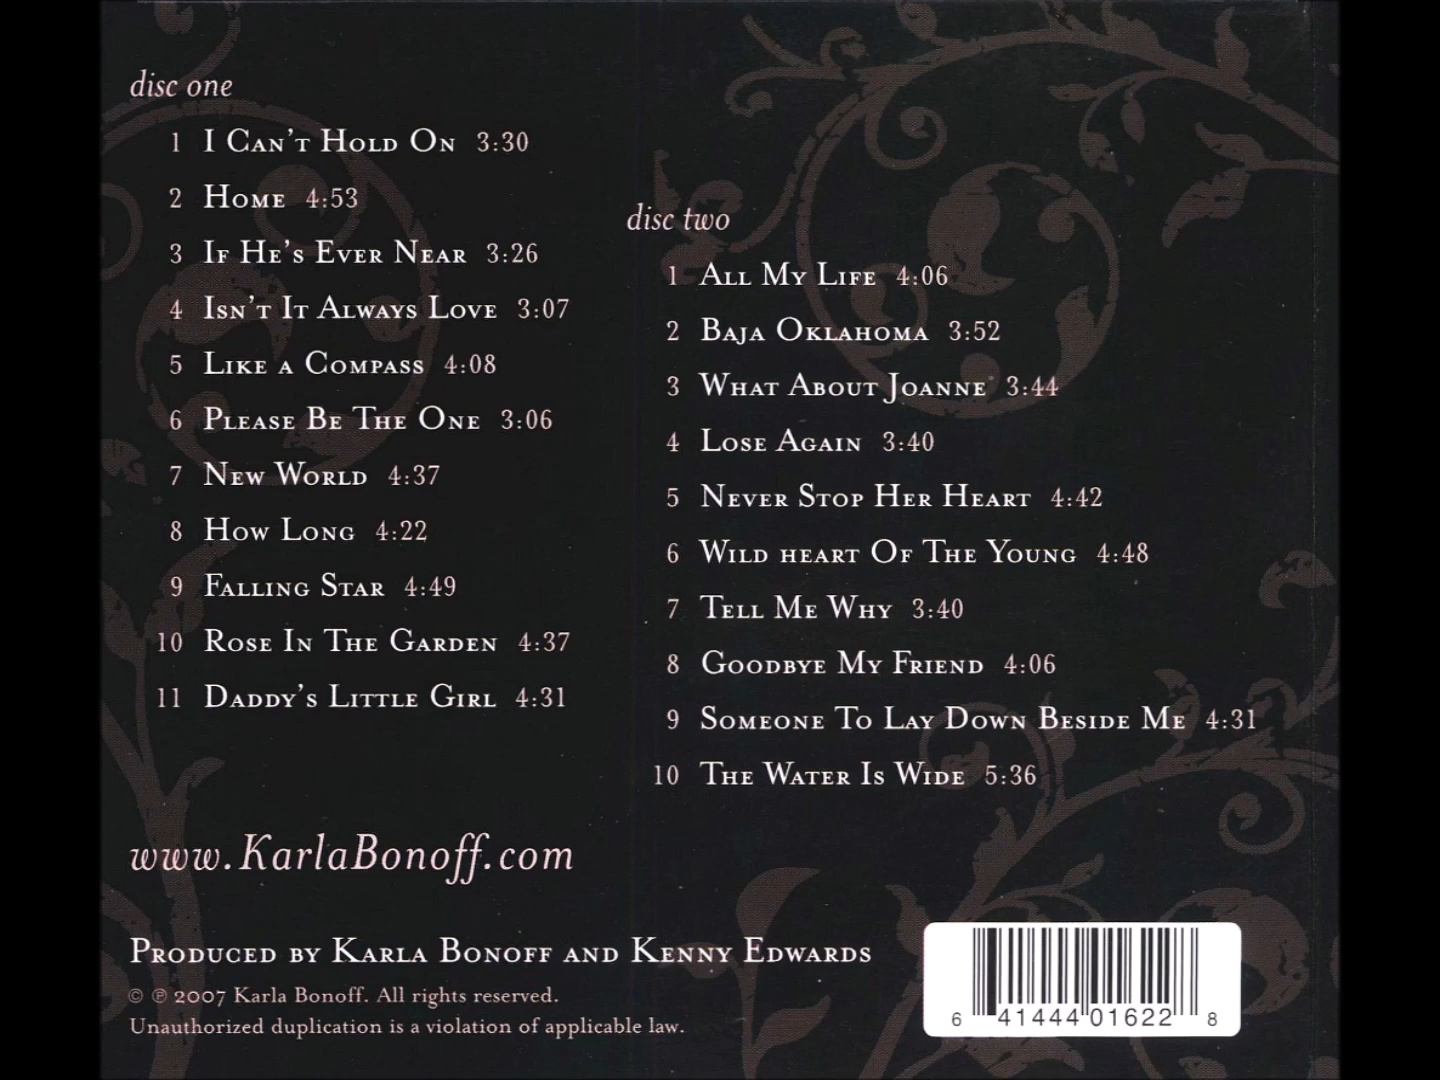 disc one
1 I Can't Hold On 3:30
2 Home 4:53
3 If He's Ever Near 3:26
4 Isn't It Always Love 3:07
5 Like a Compass 4:08
6 Please Be The One 3:06
7 New World 4:37
8 How Long 4:22
9 Falling Star 4:49
10 Rose In The Garden 4:37
11 Daddy's Little Girl 4:31
disc two
1 All My Life 4:06
2 Baja Oklahoma 3:52
3 What About Joanne 3:44
4 Lose Again 3:40
5 Never Stop Her Heart 4:42
6 Wild heart Of The Young 4:48
7 Tell Me Why 3:40
8 Goodbye My Friend 4:06
9 Someone To Lay Down Beside Me 4:31
10 The Water Is Wide 5:36
www.KarlaBonoff.com
Produced by Karla Bonoff and Kenny Edwards
© ℗ 2007 Karla Bonoff. All rights reserved.
Unauthorized duplication is a violation of applicable law.
6 41444 01622 8